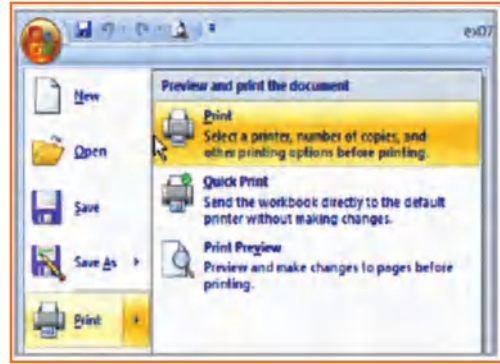 ex07
New
Open
Save
Save As
Print
Preview and print the document
Print
Select a printer, number of copies, and
other printing options before printing.
Quick Print
Send the workbook directly to the default
printer without making changes.
Print Preview
Preview and make changes to pages before
printing.